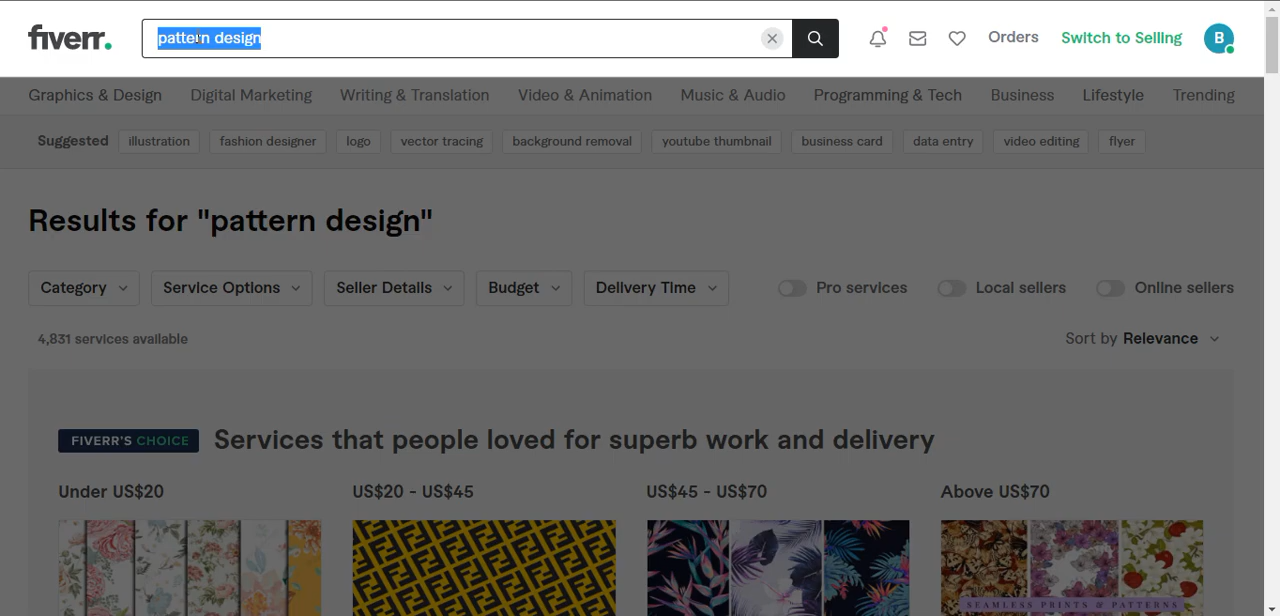 fiverr.
pattern design
Orders
Switch to Selling
B
Graphics & Design
Digital Marketing
Writing & Translation
Video & Animation
Music & Audio
Programming & Tech
Business
Lifestyle
Trending
Suggested
illustration
fashion designer
logo
vector tracing
background removal
youtube thumbnail
business card
data entry
video editing
flyer
Results for "pattern design"
Category
Service Options
Seller Details
Budget
Delivery Time
Pro services
Local sellers
Online sellers
4,831 services available
Sort by Relevance
FIVERR'S CHOICE
Services that people loved for superb work and delivery
Under US$20
US$20 - US$45
US$45 - US$70
Above US$70
SEAMLESS PRINTS & PATTERNS